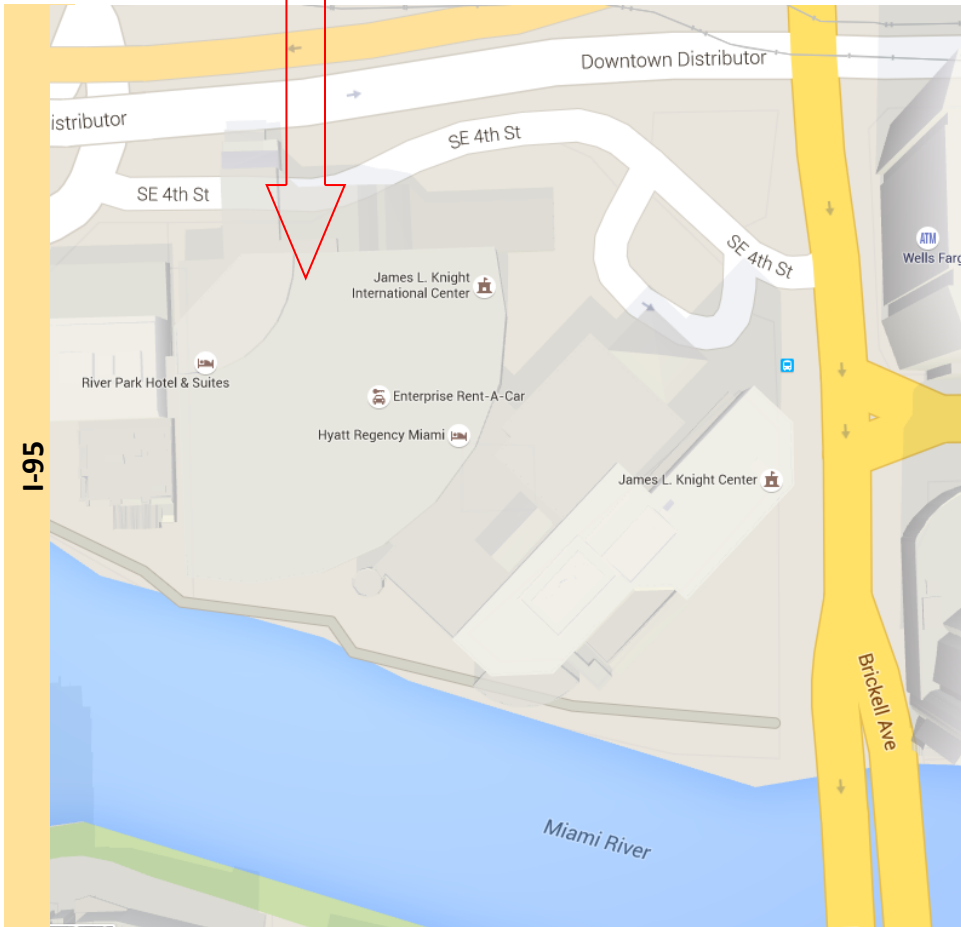 Downtown Distributor
istributor
SE 4th St
SE 4th St
SE 4th St
ATM
Wells Farg
James L. Knight
International Center
River Park Hotel & Suites
Enterprise Rent-A-Car
Hyatt Regency Miami
James L. Knight Center
I-95
Brickell Ave
Miami River